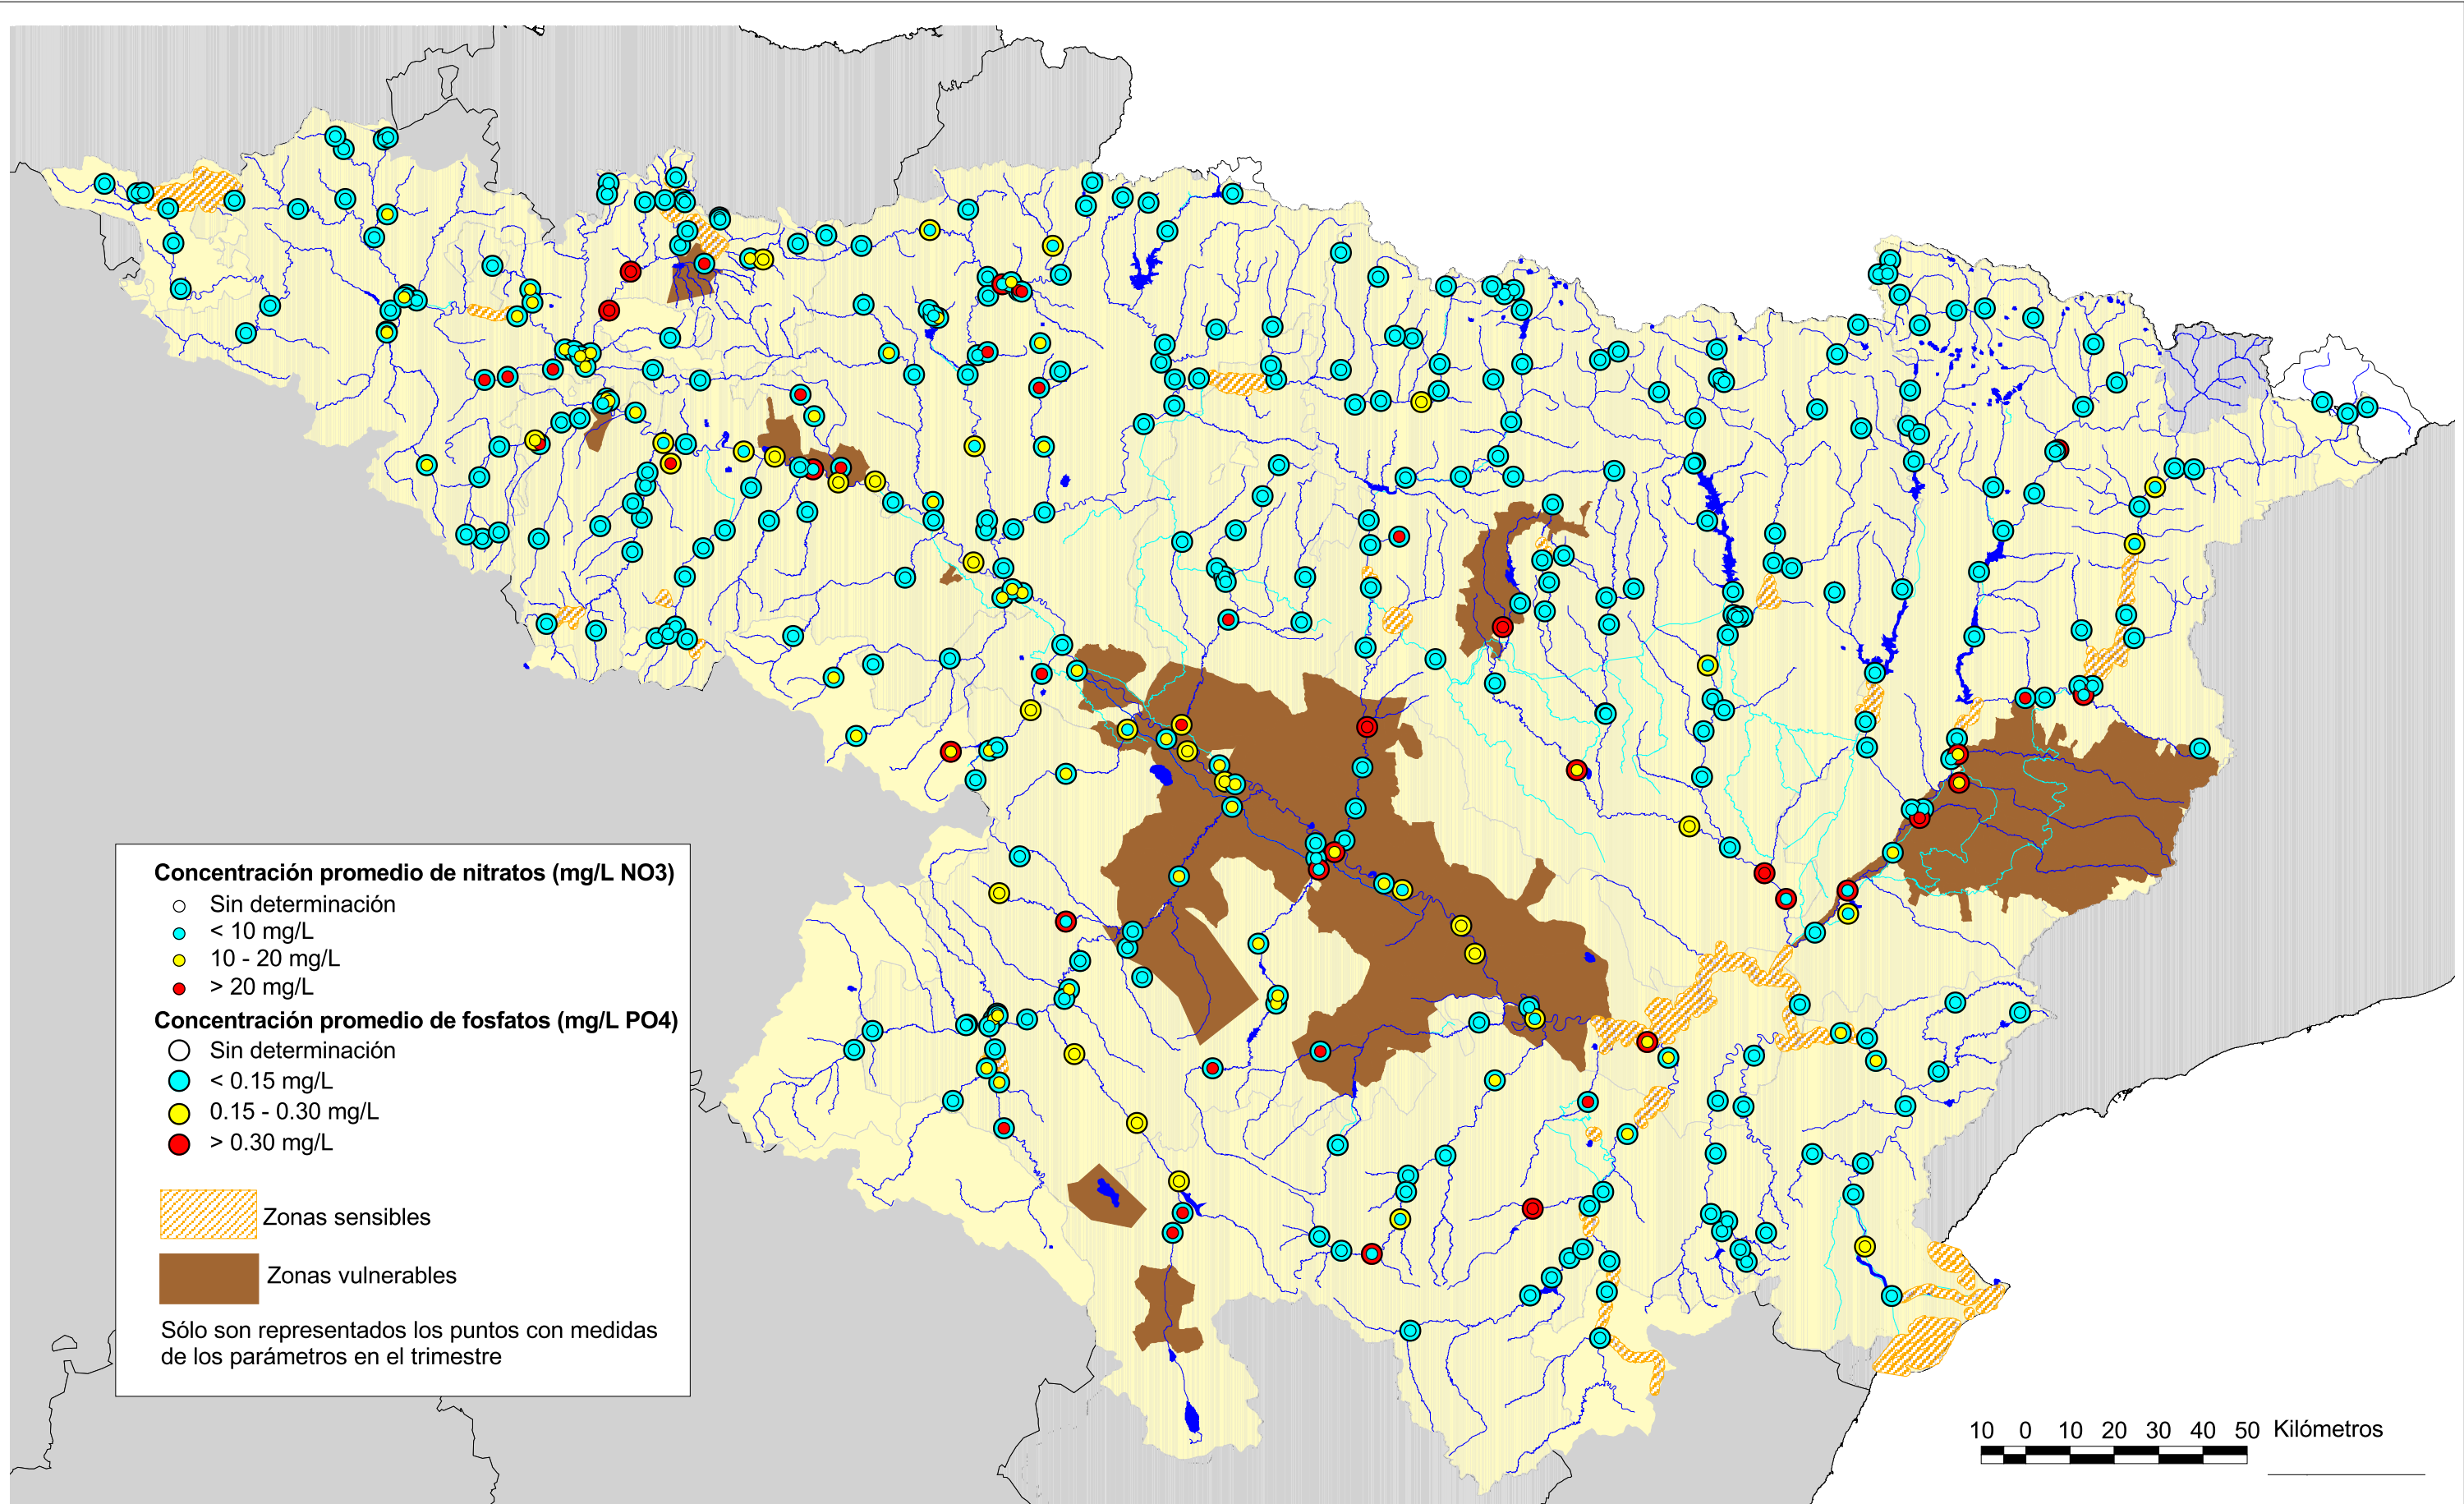 Concentración promedio de nitratos (mg/L NO3)
Sin determinación
< 10 mg/L
10 - 20 mg/L
> 20 mg/L
Concentración promedio de fosfatos (mg/L PO4)
Sin determinación
< 0.15 mg/L
0.15 - 0.30 mg/L
> 0.30 mg/L
Zonas sensibles
Zonas vulnerables
Sólo son representados los puntos con medidas
de los parámetros en el trimestre
10 0 10 20 30 40 50 Kilómetros